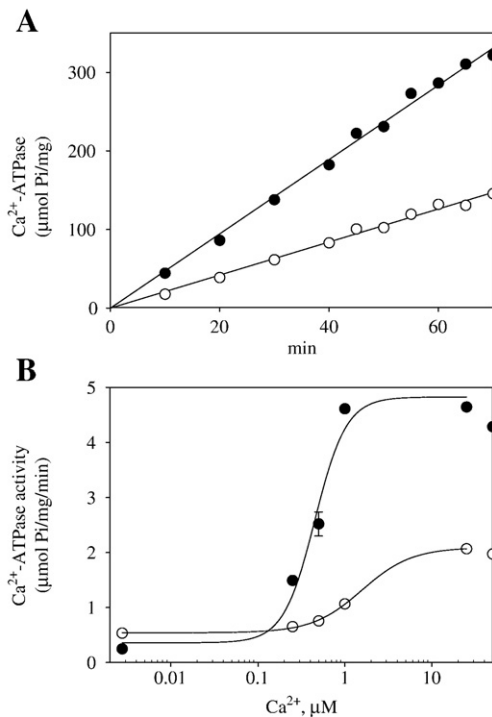 A
300
200
100
0
Ca²⁺-ATPase
(μmol Pi/mg)
0 20 40 60
min
B
5
4
3
2
1
0
Ca²⁺-ATPase activity
(μmol Pi/mg/min)
0.01 0.1 1 10
Ca²⁺, μM